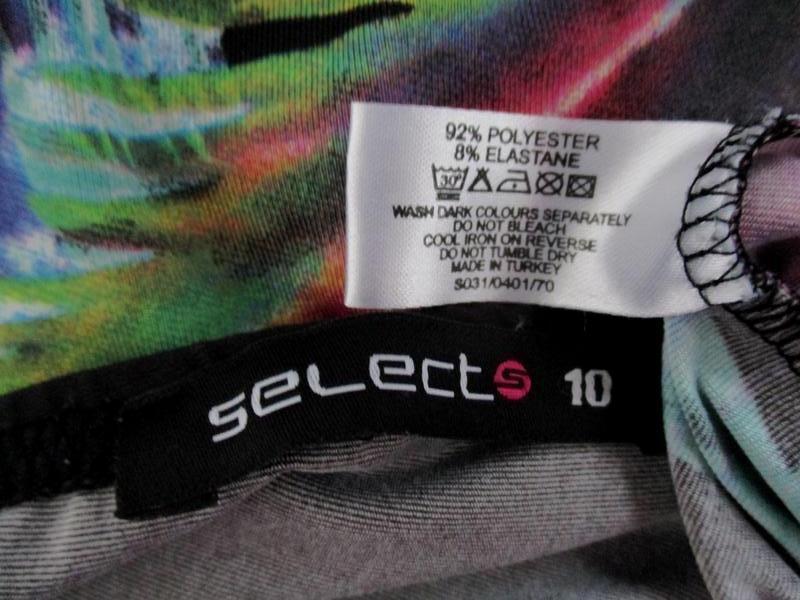 92% POLYESTER
8% ELASTANE
30°
WASH DARK COLOURS SEPARATELY
DO NOT BLEACH
COOL IRON ON REVERSE
DO NOT TUMBLE DRY
MADE IN TURKEY
S031/0401/70
select S 10